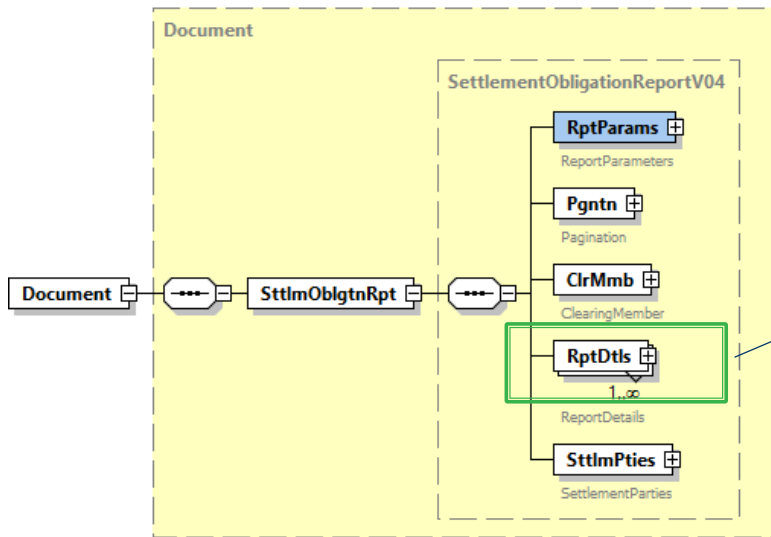 Document
SettlementObligationReportV04
RptParams
ReportParameters
Pgntn
Pagination
Document
SttlmOblgtnRpt
ClrMmb
ClearingMember
RptDtls
1..∞
ReportDetails
SttlmPties
SettlementParties